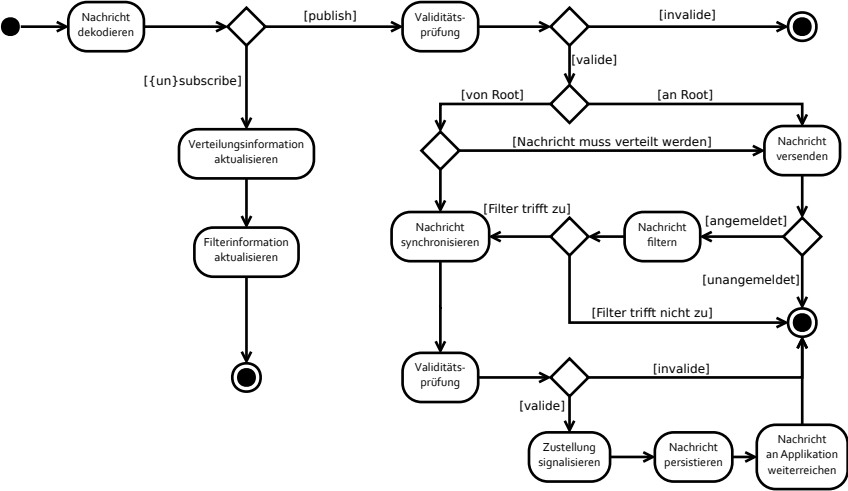 Nachricht
dekodieren
[publish]
Validitäts-
prüfung
[invalide]
[{un}subscribe]
[valide]
[von Root]
[an Root]
Verteilungsinformation
aktualisieren
[Nachricht muss verteilt werden]
Nachricht
versenden
Filterinformation
aktualisieren
Nachricht
synchronisieren
[Filter trifft zu]
Nachricht
filtern
[angemeldet]
[unangemeldet]
[Filter trifft nicht zu]
Validitäts-
prüfung
[invalide]
[valide]
Zustellung
signalisieren
Nachricht
persistieren
Nachricht
an Applikation
weiterreichen